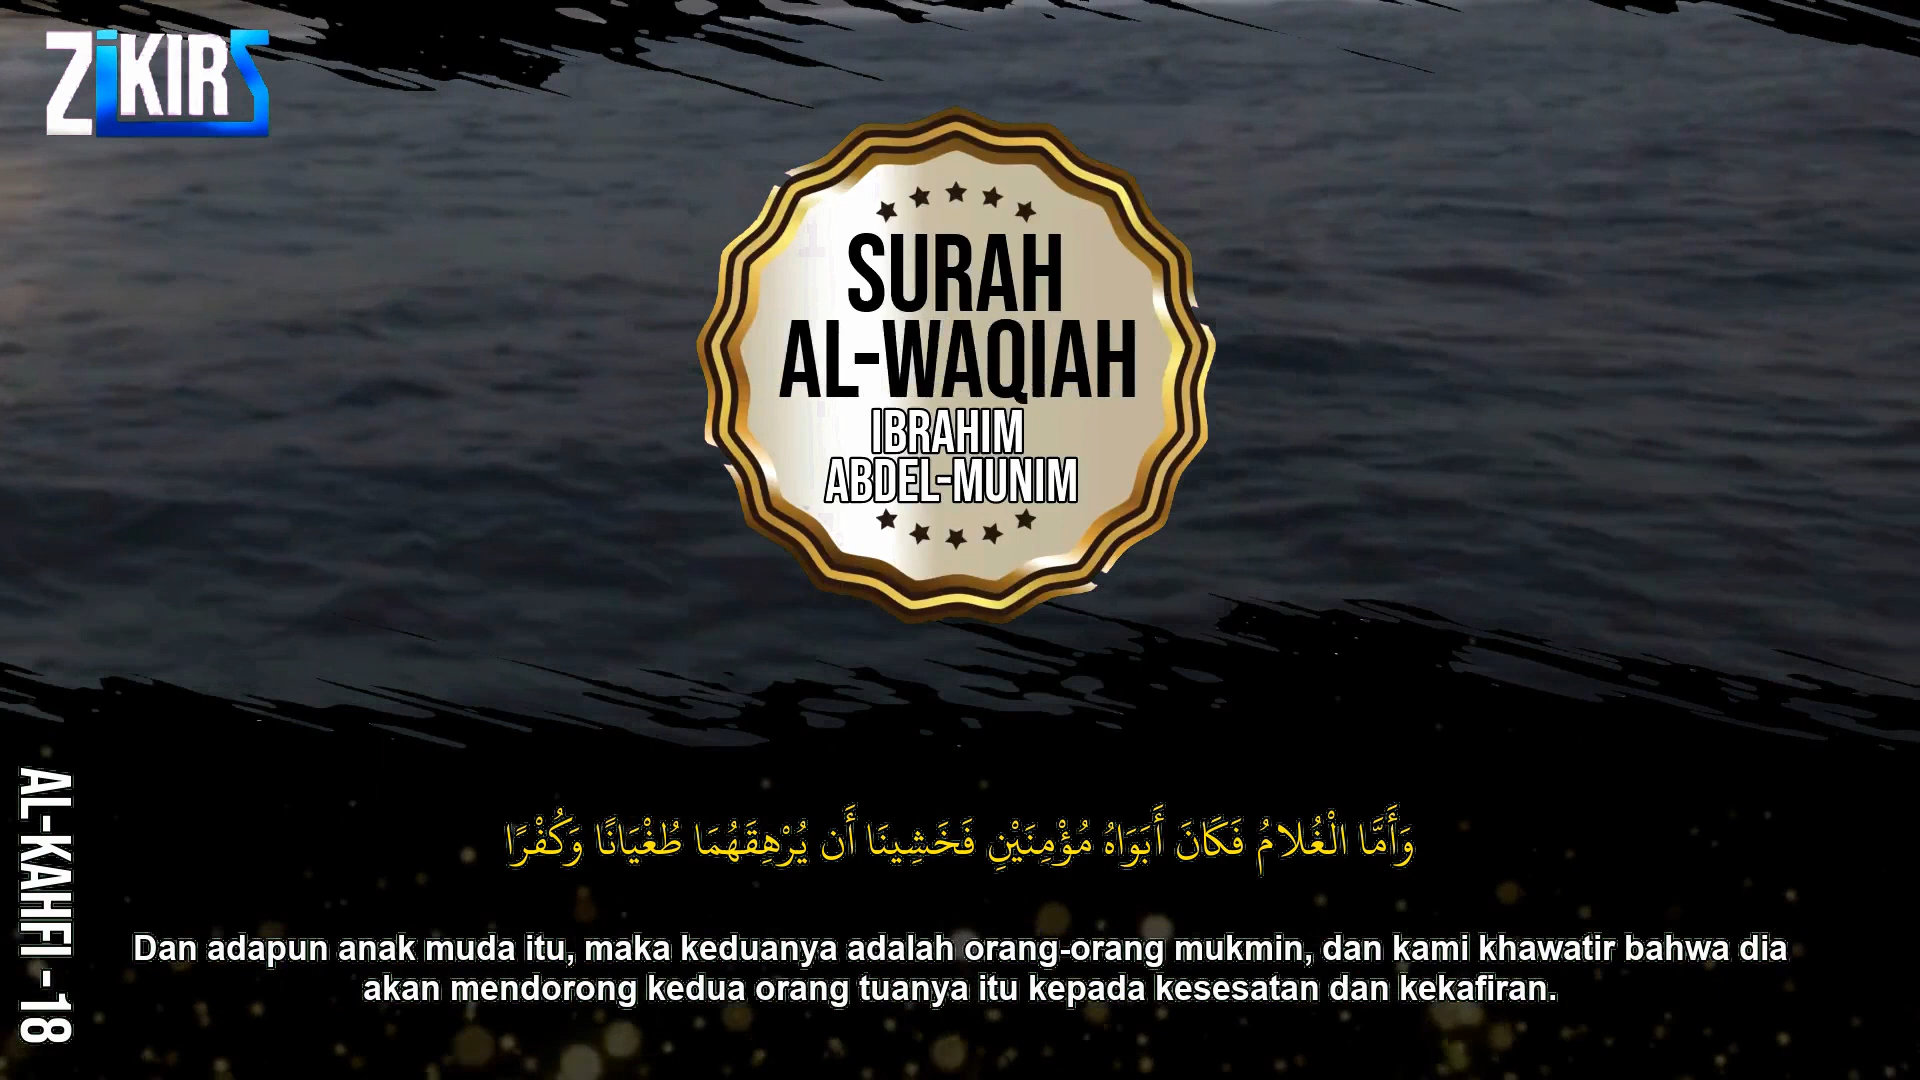 ZIKIR
SURAH
AL-WAQIAH
IBRAHIM
ABDEL-MUNIM
AL-KAHFI -18
وَأَمَّا الْغُلامُ فَكَانَ أَبَوَاهُ مُؤْمِنَيْنِ فَخَشِينَا أَن يُرْهِقَهُمَا طُغْيَانًا وَكُفْرًا
Dan adapun anak muda itu, maka keduanya adalah orang-orang mukmin, dan kami khawatir bahwa dia
akan mendorong kedua orang tuanya itu kepada kesesatan dan kekafiran.